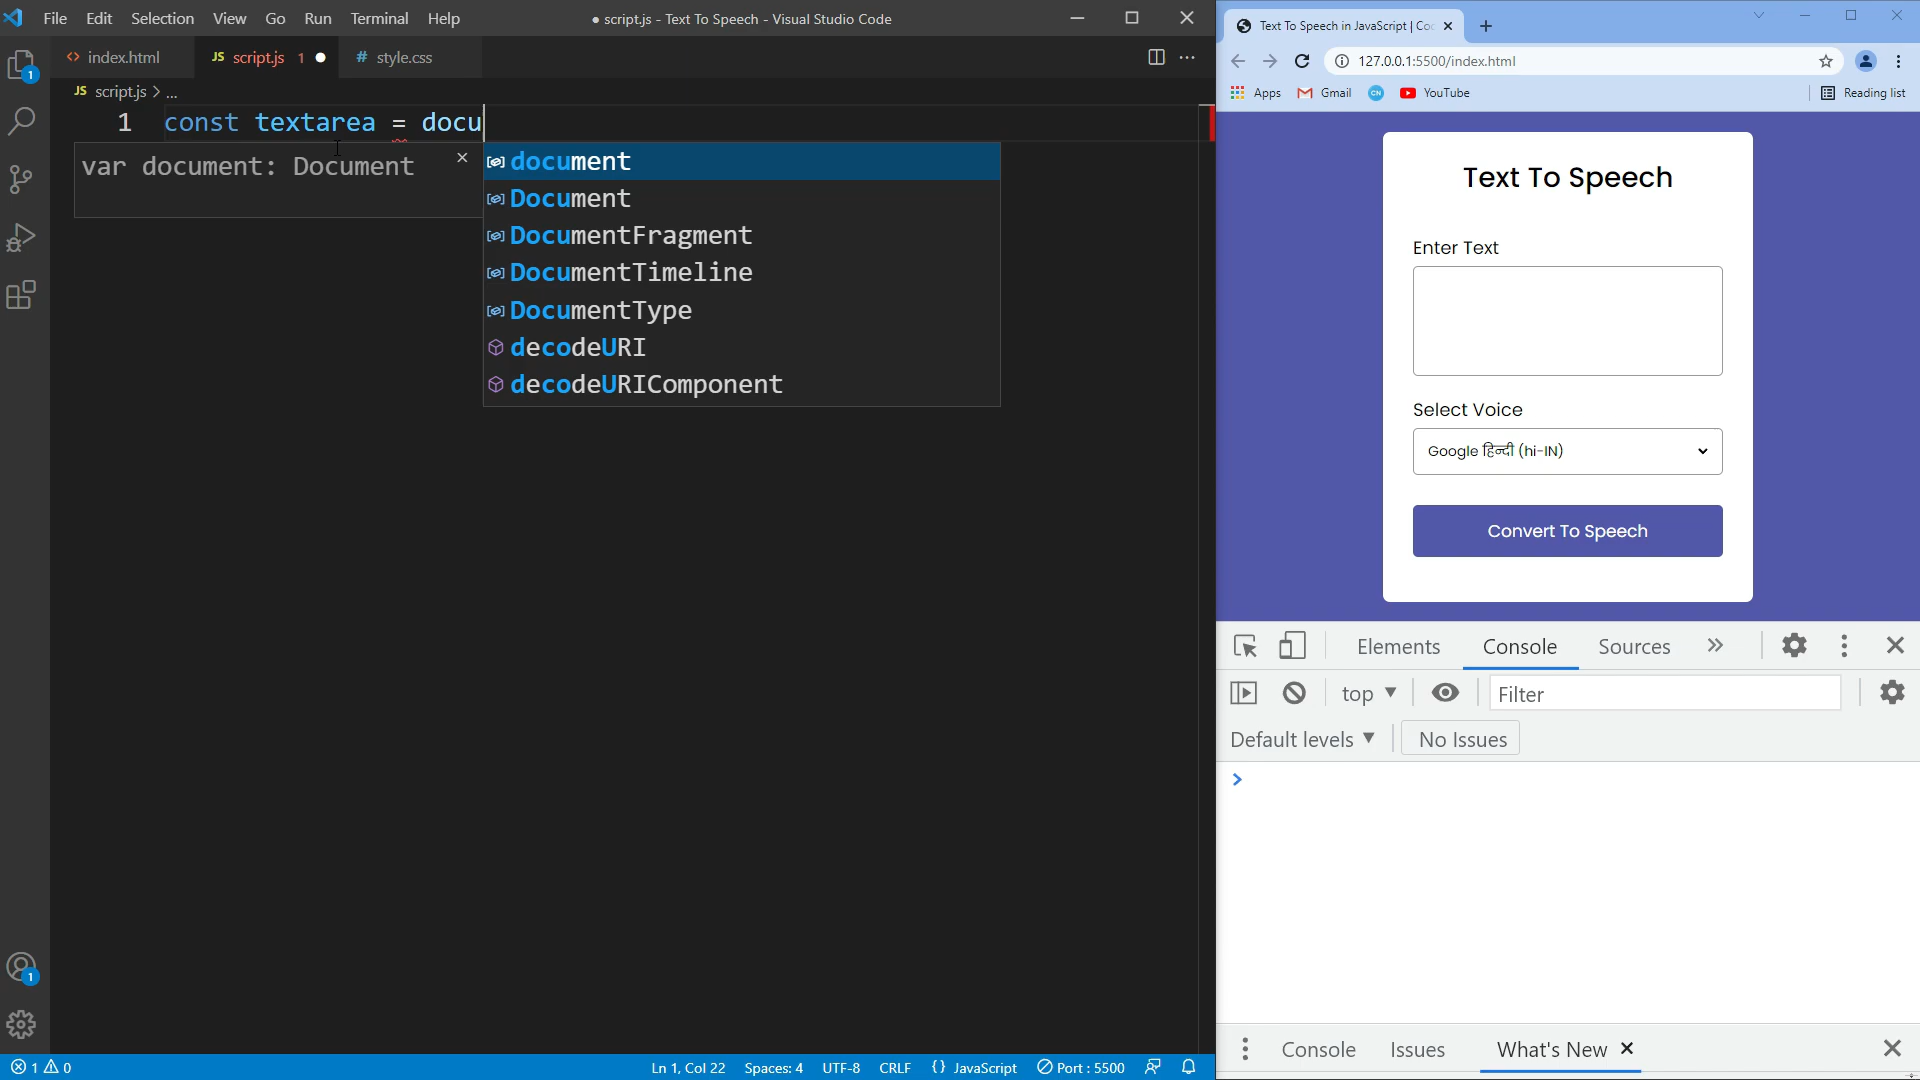 File Edit Selection View Go Run Terminal Help
● script.js - Text To Speech - Visual Studio Code
index.html
JS script.js 1 ●
# style.css
JS script.js > ...
1 const textarea = docu
var document: Document
document
Document
DocumentFragment
DocumentTimeline
DocumentType
decodeURI
decodeURIComponent
1
1
1 0
Ln 1, Col 22 Spaces: 4 UTF-8 CRLF {} JavaScript Port : 5500
Text To Speech in JavaScript | Co
127.0.0.1:5500/index.html
Apps Gmail CN YouTube Reading list
Text To Speech
Enter Text
Select Voice
Google हिन्दी (hi-IN)
Convert To Speech
Elements Console Sources »
top Filter
Default levels No Issues
>
Console Issues What's New